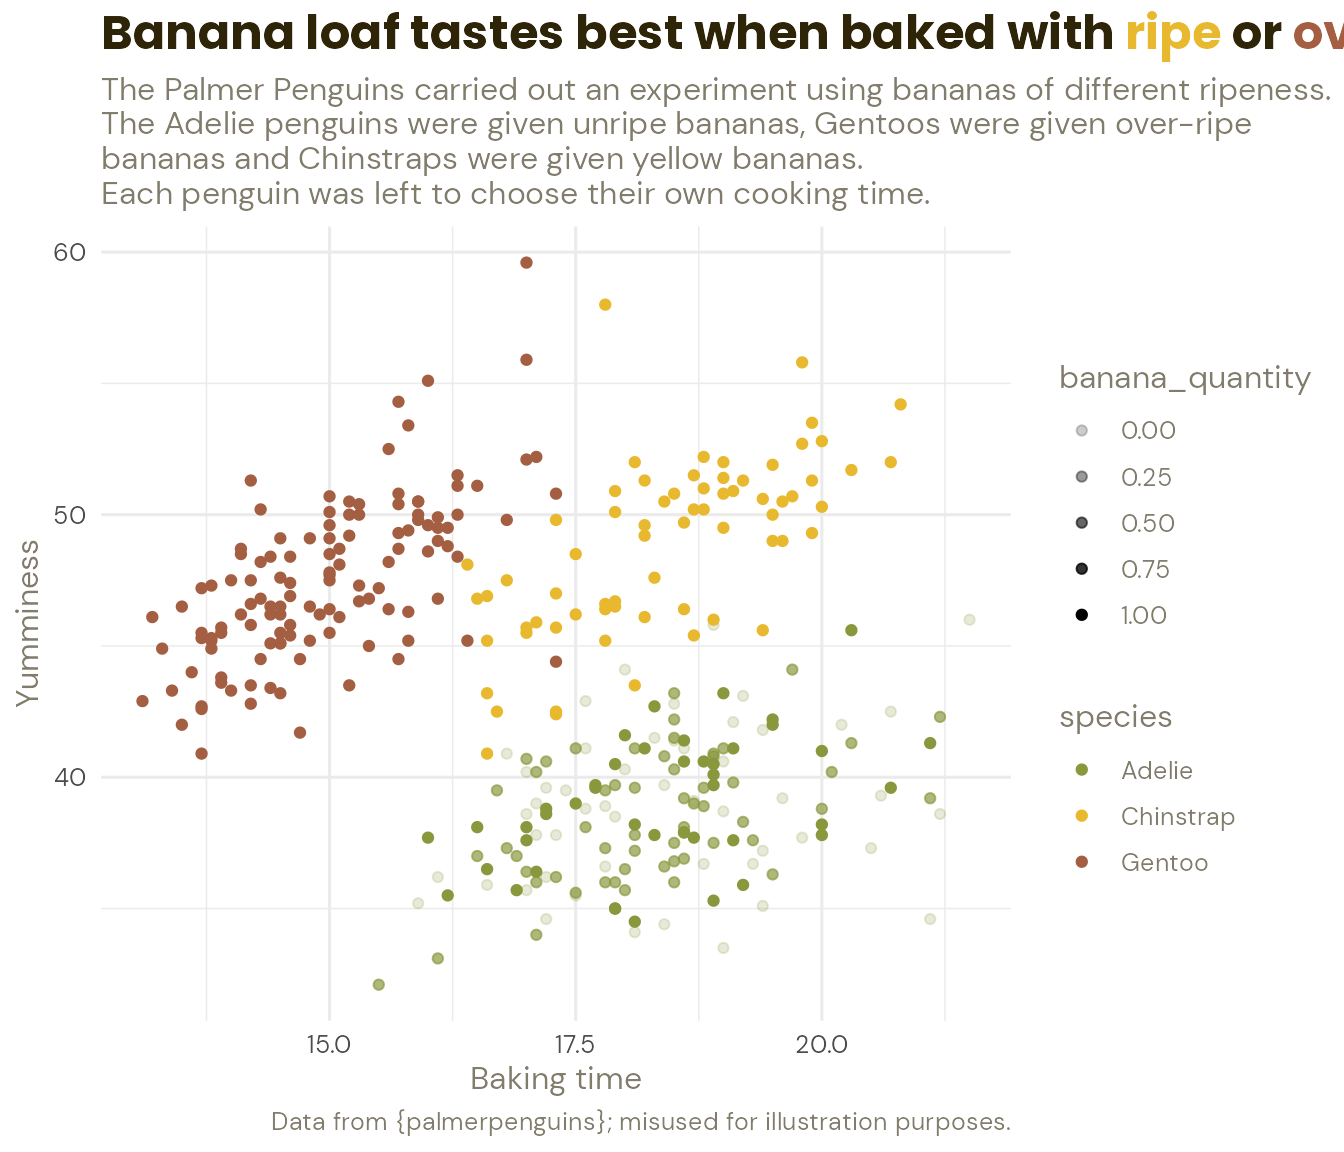 Banana loaf tastes best when baked with ripe or ov
The Palmer Penguins carried out an experiment using bananas of different ripeness.
The Adelie penguins were given unripe bananas, Gentoos were given over-ripe
bananas and Chinstraps were given yellow bananas.
Each penguin was left to choose their own cooking time.
60
50
40
Yumminess
15.0
17.5
20.0
Baking time
banana_quantity
0.00
0.25
0.50
0.75
1.00
species
Adelie
Chinstrap
Gentoo
Data from {palmerpenguins}; misused for illustration purposes.